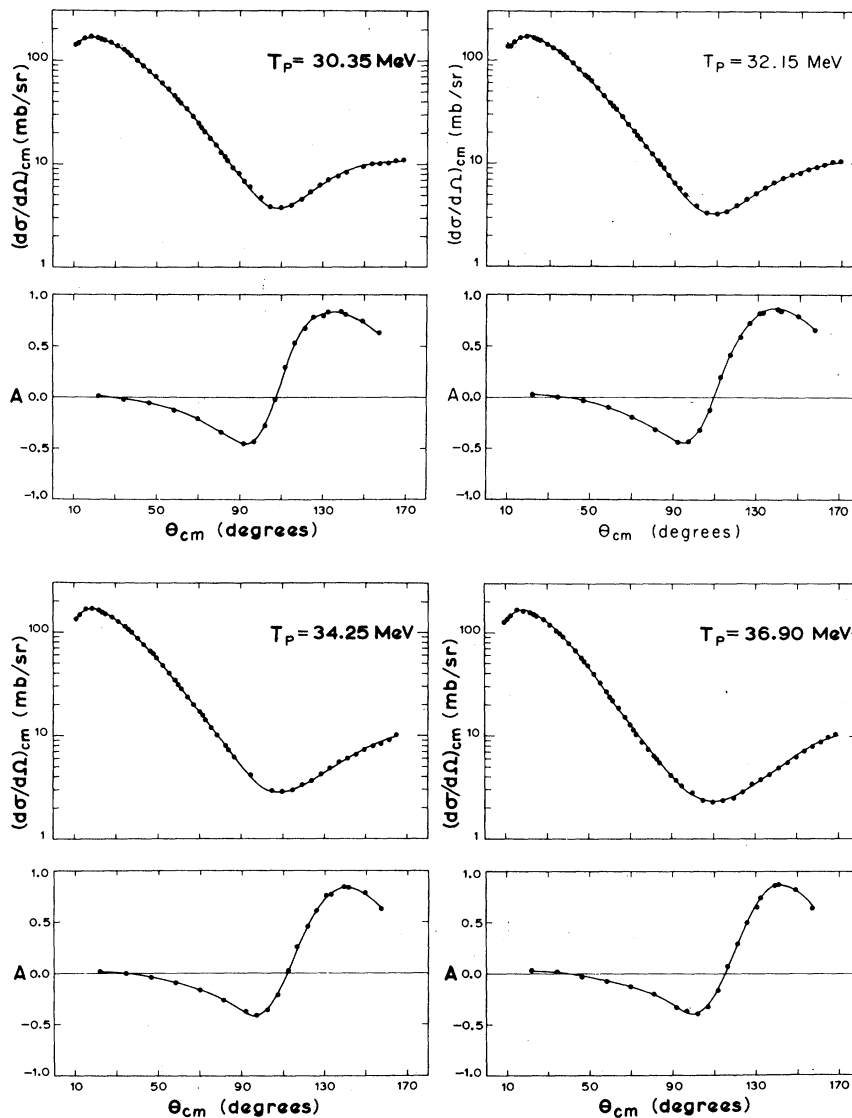 (dσ/dΩ)cm (mb/sr)
100
10
1
Tp = 30.35 MeV
A
1.0
0.5
0.0
-0.5
-1.0
10 50 90 130 170
θcm (degrees)
(dσ/dΩ)cm (mb/sr)
100
10
1
Tp = 32.15 MeV
A
1.0
0.5
0.0
-0.5
-1.0
10 50 90 130 170
θcm (degrees)
(dσ/dΩ)cm (mb/sr)
100
10
1
Tp = 34.25 MeV
A
1.0
0.5
0.0
-0.5
-1.0
10 50 90 130 170
θcm (degrees)
(dσ/dΩ)cm (mb/sr)
100
10
1
Tp = 36.90 MeV
A
1.0
0.5
0.0
-0.5
-1.0
10 50 90 130 170
θcm (degrees)